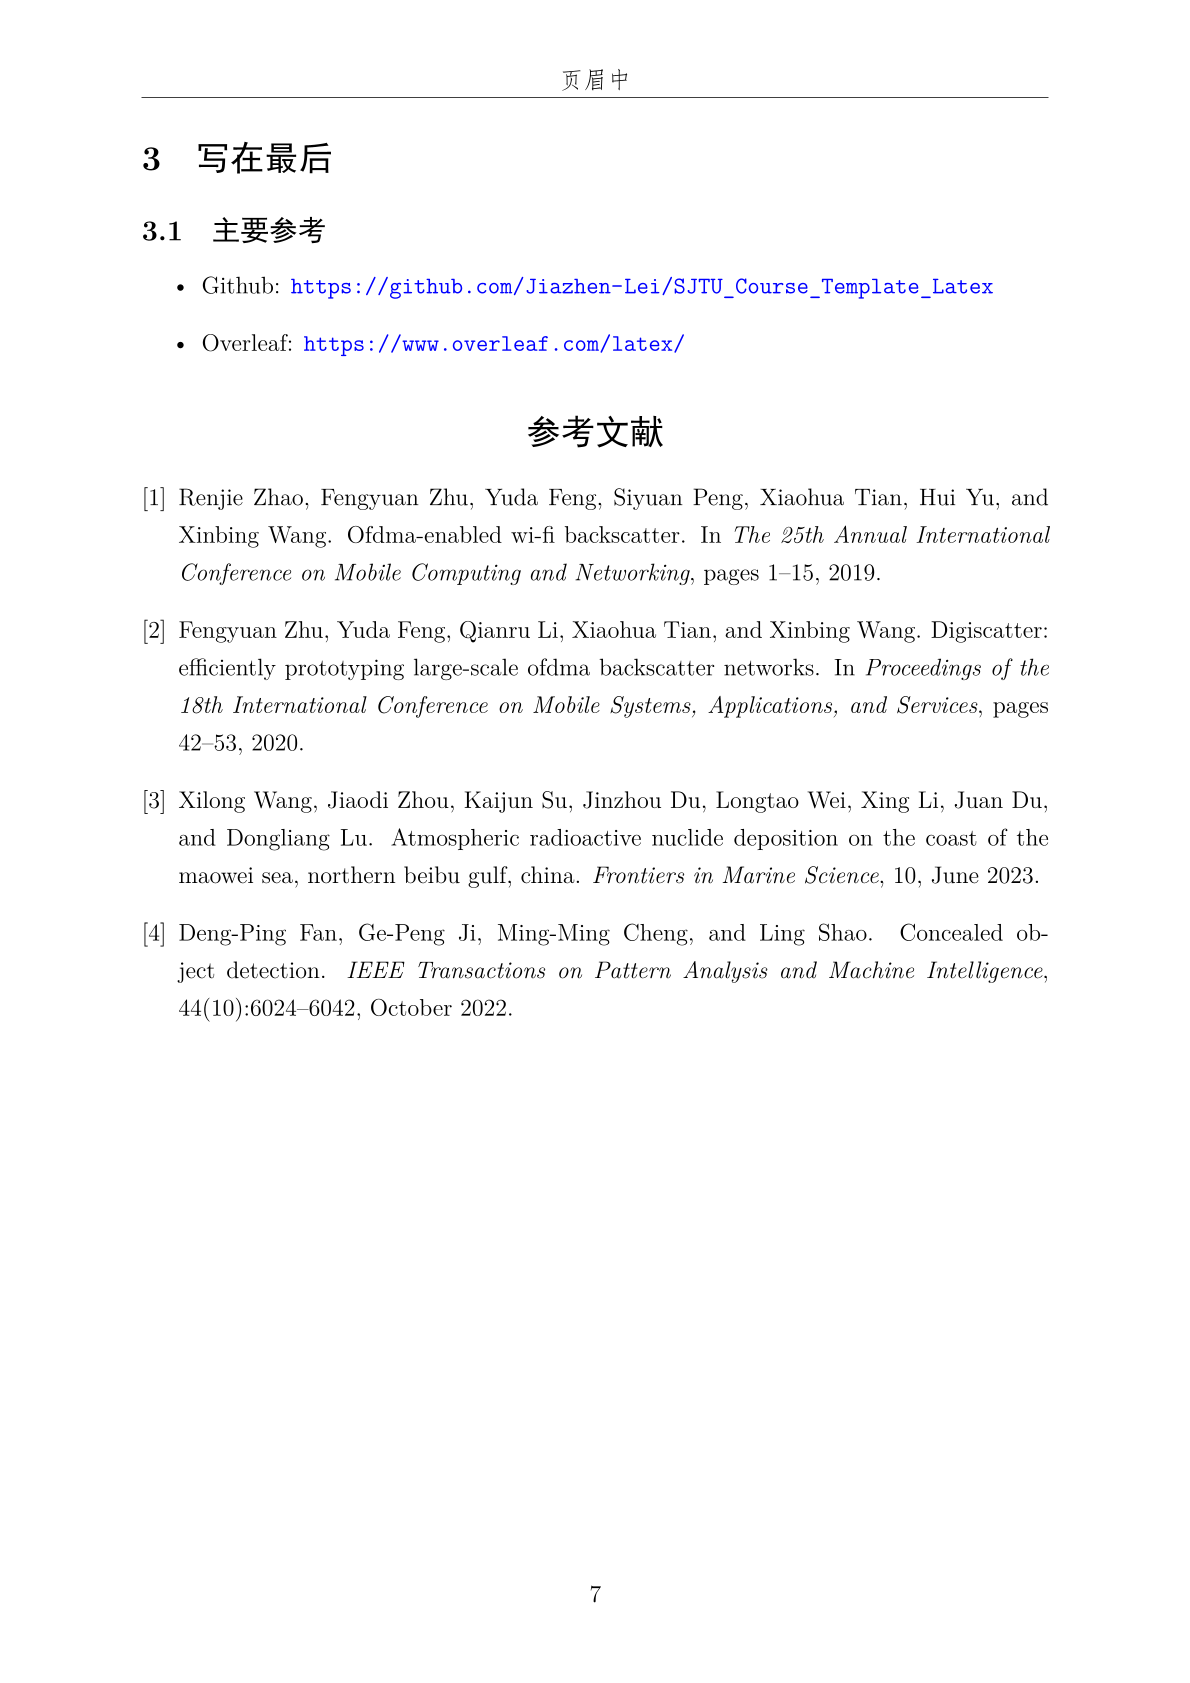 页眉中
3 写在最后
3.1 主要参考
• Github: https://github.com/Jiazhen-Lei/SJTU_Course_Template_Latex
• Overleaf: https://www.overleaf.com/latex/
参考文献
[1] Renjie Zhao, Fengyuan Zhu, Yuda Feng, Siyuan Peng, Xiaohua Tian, Hui Yu, and
Xinbing Wang. Ofdma-enabled wi-fi backscatter. In The 25th Annual International
Conference on Mobile Computing and Networking, pages 1–15, 2019.
[2] Fengyuan Zhu, Yuda Feng, Qianru Li, Xiaohua Tian, and Xinbing Wang. Digiscatter:
efficiently prototyping large-scale ofdma backscatter networks. In Proceedings of the
18th International Conference on Mobile Systems, Applications, and Services, pages
42–53, 2020.
[3] Xilong Wang, Jiaodi Zhou, Kaijun Su, Jinzhou Du, Longtao Wei, Xing Li, Juan Du,
and Dongliang Lu. Atmospheric radioactive nuclide deposition on the coast of the
maowei sea, northern beibu gulf, china. Frontiers in Marine Science, 10, June 2023.
[4] Deng-Ping Fan, Ge-Peng Ji, Ming-Ming Cheng, and Ling Shao. Concealed ob-
ject detection. IEEE Transactions on Pattern Analysis and Machine Intelligence,
44(10):6024–6042, October 2022.
7